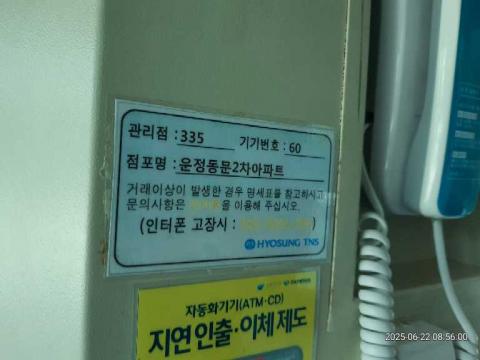 관리점 : 335 기기번호 : 60
점포명 : 운정동문2차아파트
거래이상이 발생한 경우 명세표를 참고하시고
문의사항은 을 이용해 주십시오.
(인터폰 고장시 : )
HYOSUNG TNS
자동화기기(ATM·CD)
지연 인출·이체 제도
2025-06-22 08:56:00